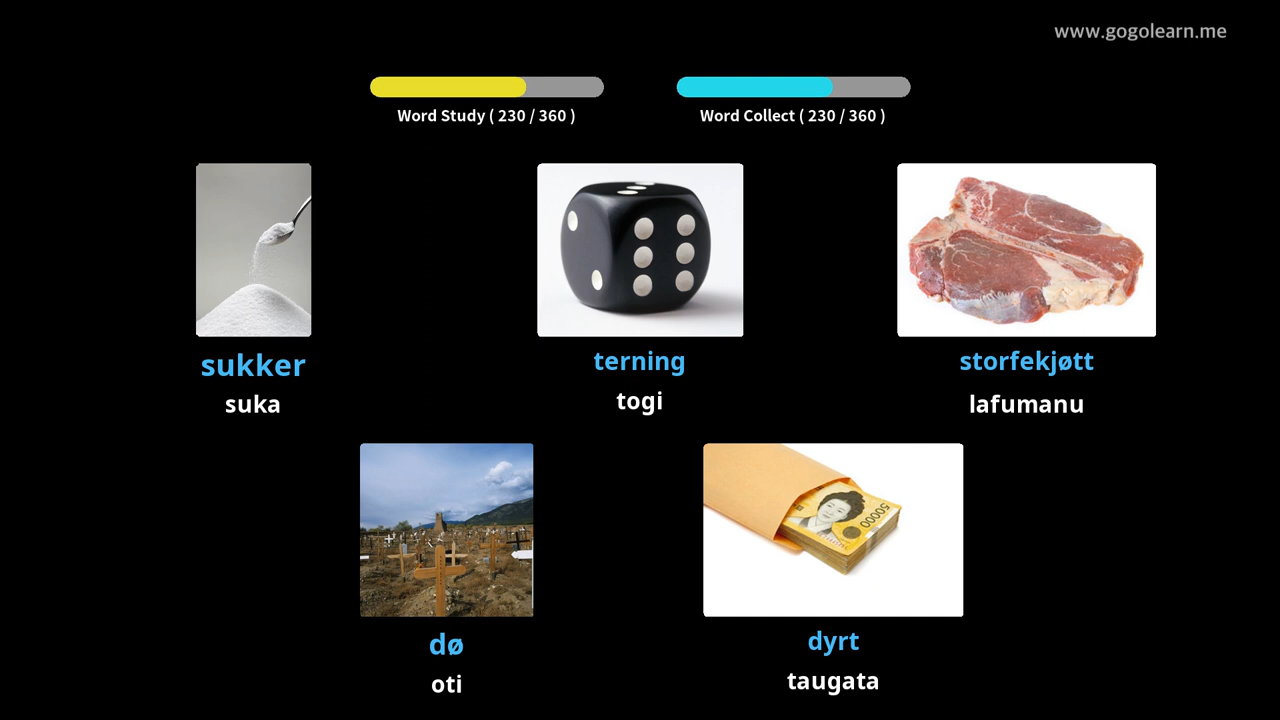 www.gogolearn.me
Word Study ( 230 / 360 )
Word Collect ( 230 / 360 )
sukker
suka
terning
togi
storfekjøtt
lafumanu
50000
dø
oti
dyrt
taugata